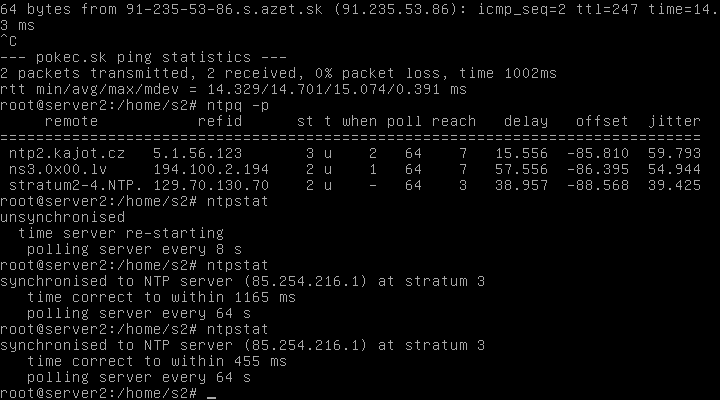 64 bytes from 91-235-53-86.s.azet.sk (91.235.53.86): icmp_seq=2 ttl=247 time=14.
3 ms
^C
--- pokec.sk ping statistics ---
2 packets transmitted, 2 received, 0% packet loss, time 1002ms
rtt min/avg/max/mdev = 14.329/14.701/15.074/0.391 ms
root@server2:/home/s2# ntpq -p
     remote           refid      st t when poll reach   delay   offset  jitter
==============================================================================
 ntp2.kajot.cz   5.1.56.123       3 u    2   64    7   15.556  -85.810  59.793
 ns3.0x00.lv     194.100.2.194    2 u    1   64    7   57.556  -86.395  54.944
 stratum2-4.NTP. 129.70.130.70    2 u    -   64    3   38.957  -88.568  39.425
root@server2:/home/s2# ntpstat
unsynchronised
  time server re-starting
   polling server every 8 s
root@server2:/home/s2# ntpstat
synchronised to NTP server (85.254.216.1) at stratum 3
   time correct to within 1165 ms
   polling server every 64 s
root@server2:/home/s2# ntpstat
synchronised to NTP server (85.254.216.1) at stratum 3
   time correct to within 455 ms
   polling server every 64 s
root@server2:/home/s2# _